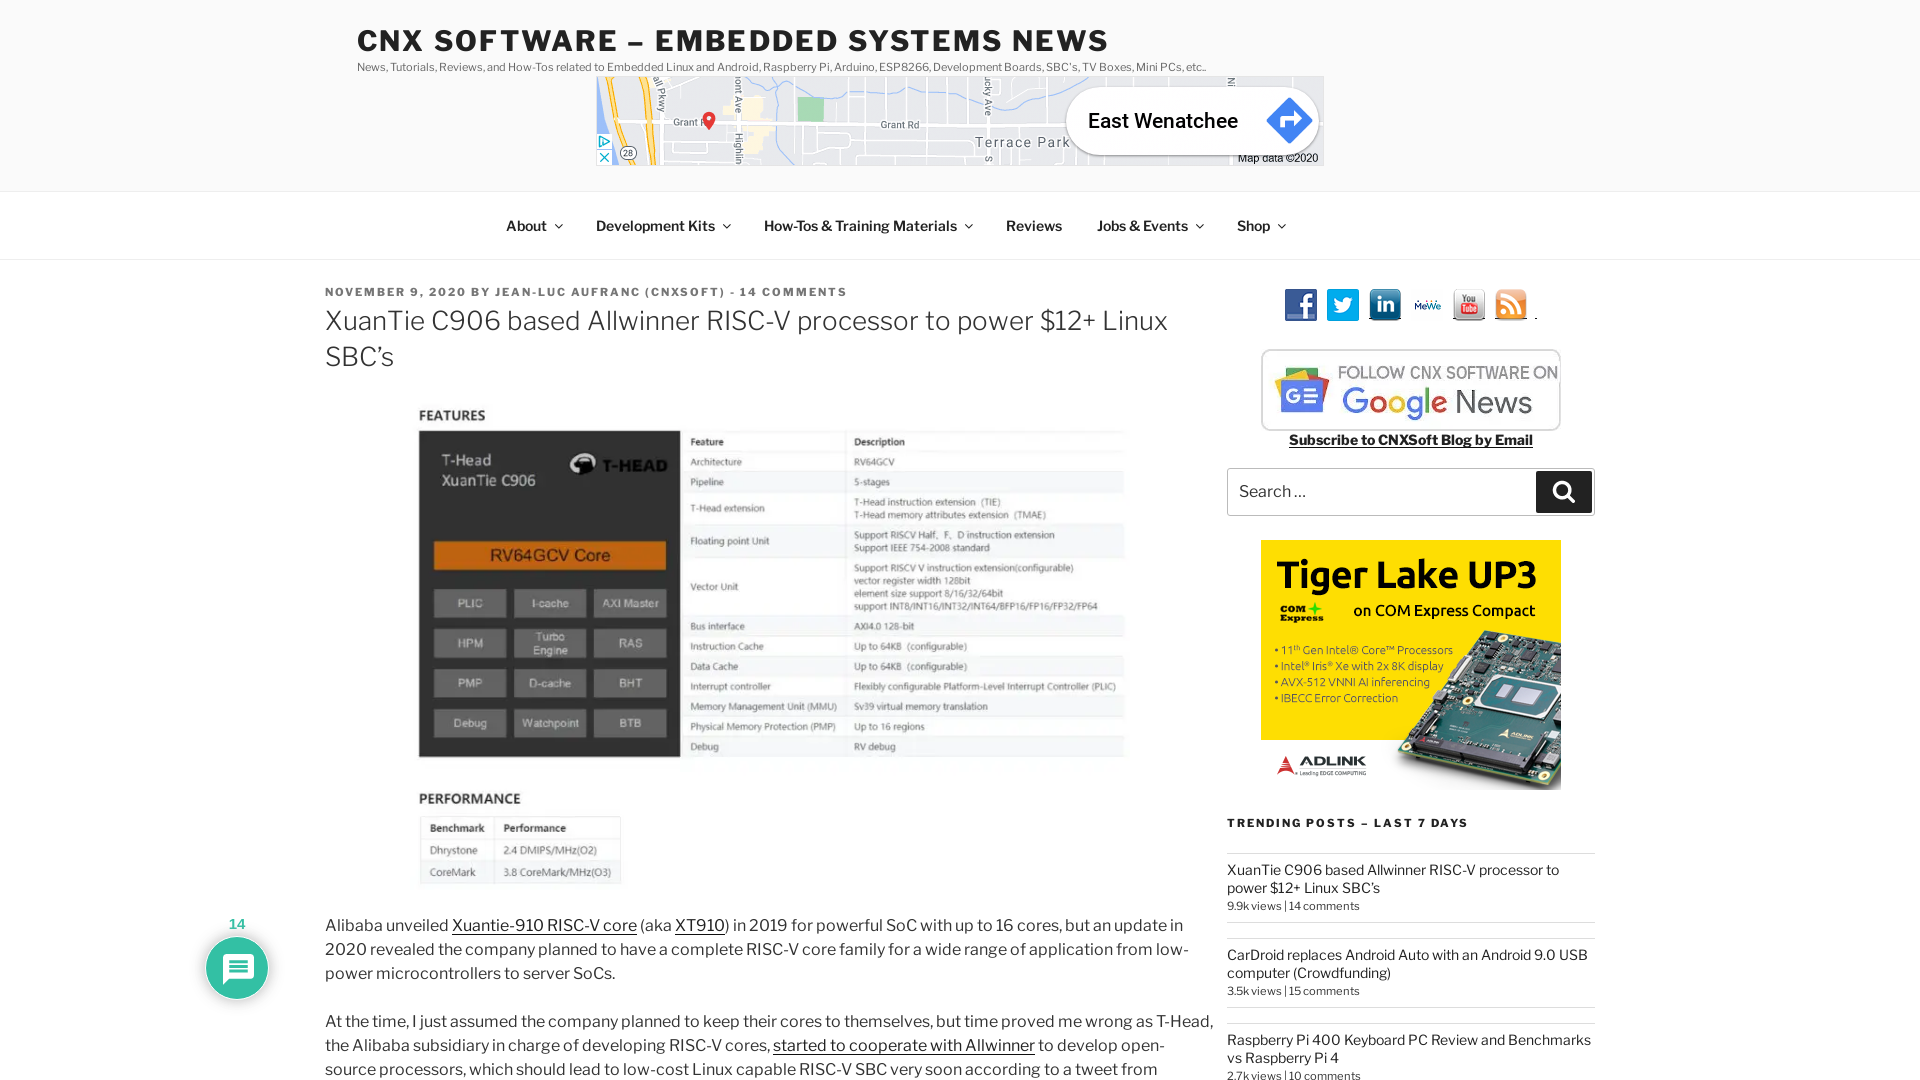 CNX SOFTWARE – EMBEDDED SYSTEMS NEWS
News, Tutorials, Reviews, and How-Tos related to Embedded Linux and Android, Raspberry Pi, Arduino, ESP8266, Development Boards, SBC's, TV Boxes, Mini PCs, etc..
Grant Rd
Terrace Park
28
East Wenatchee
Map data ©2020
About
Development Kits
How-Tos & Training Materials
Reviews
Jobs & Events
Shop
NOVEMBER 9, 2020 BY JEAN-LUC AUFRANC (CNXSOFT) - 14 COMMENTS
XuanTie C906 based Allwinner RISC-V processor to power $12+ Linux
SBC’s
FEATURES
T-Head
XuanTie C906
T-HEAD
RV64GCV Core
PLIC I-cache AXI Master
HPM Turbo Engine RAS
PMP D-cache BHT
Debug Watchpoint BTB
Feature Description
Architecture RV64GCV
Pipeline 5-stages
T-Head extension T-Head instruction extension (TIE)
T-Head memory attributes extension (TMAE)
Floating point Unit Support RISCV Half, F, D instruction extension
Support IEEE 754-2008 standard
Vector Unit Support RISCV V instruction extension(configurable)
vector register width 128bit
element size support 8/16/32/64bit
support INT8/INT16/INT32/INT64/BFP16/FP16/FP32/FP64
Bus interface AXI4.0 128-bit
Instruction Cache Up to 64KB (configurable)
Data Cache Up to 64KB (configurable)
Interrupt controller Flexibly configurable Platform-Level Interrupt Controller (PLIC)
Memory Management Unit (MMU) Sv39 virtual memory translation
Physical Memory Protection (PMP) Up to 16 regions
Debug RV debug
PERFORMANCE
Benchmark Performance
Dhrystone 2.4 DMIPS/MHz(O2)
CoreMark 3.8 CoreMark/MHz(O3)
14
Alibaba unveiled Xuantie-910 RISC-V core (aka XT910) in 2019 for powerful SoC with up to 16 cores, but an update in
2020 revealed the company planned to have a complete RISC-V core family for a wide range of application from low-
power microcontrollers to server SoCs.
At the time, I just assumed the company planned to keep their cores to themselves, but time proved me wrong as T-Head,
the Alibaba subsidiary in charge of developing RISC-V cores, started to cooperate with Allwinner to develop open-
source processors, which should lead to low-cost Linux capable RISC-V SBC very soon according to a tweet from
in
MeWe
You
Tube
FOLLOW CNX SOFTWARE ON
Google News
Subscribe to CNXSoft Blog by Email
Search …
Tiger Lake UP3
COM
Express
on COM Express Compact
• 11th Gen Intel® Core™ Processors
• Intel® Iris® Xe with 2x 8K display
• AVX-512 VNNI AI inferencing
• IBECC Error Correction
ADLINK
Leading EDGE COMPUTING
TRENDING POSTS – LAST 7 DAYS
XuanTie C906 based Allwinner RISC-V processor to
power $12+ Linux SBC’s
9.9k views | 14 comments
CarDroid replaces Android Auto with an Android 9.0 USB
computer (Crowdfunding)
3.5k views | 15 comments
Raspberry Pi 400 Keyboard PC Review and Benchmarks
vs Raspberry Pi 4
2.7k views | 10 comments